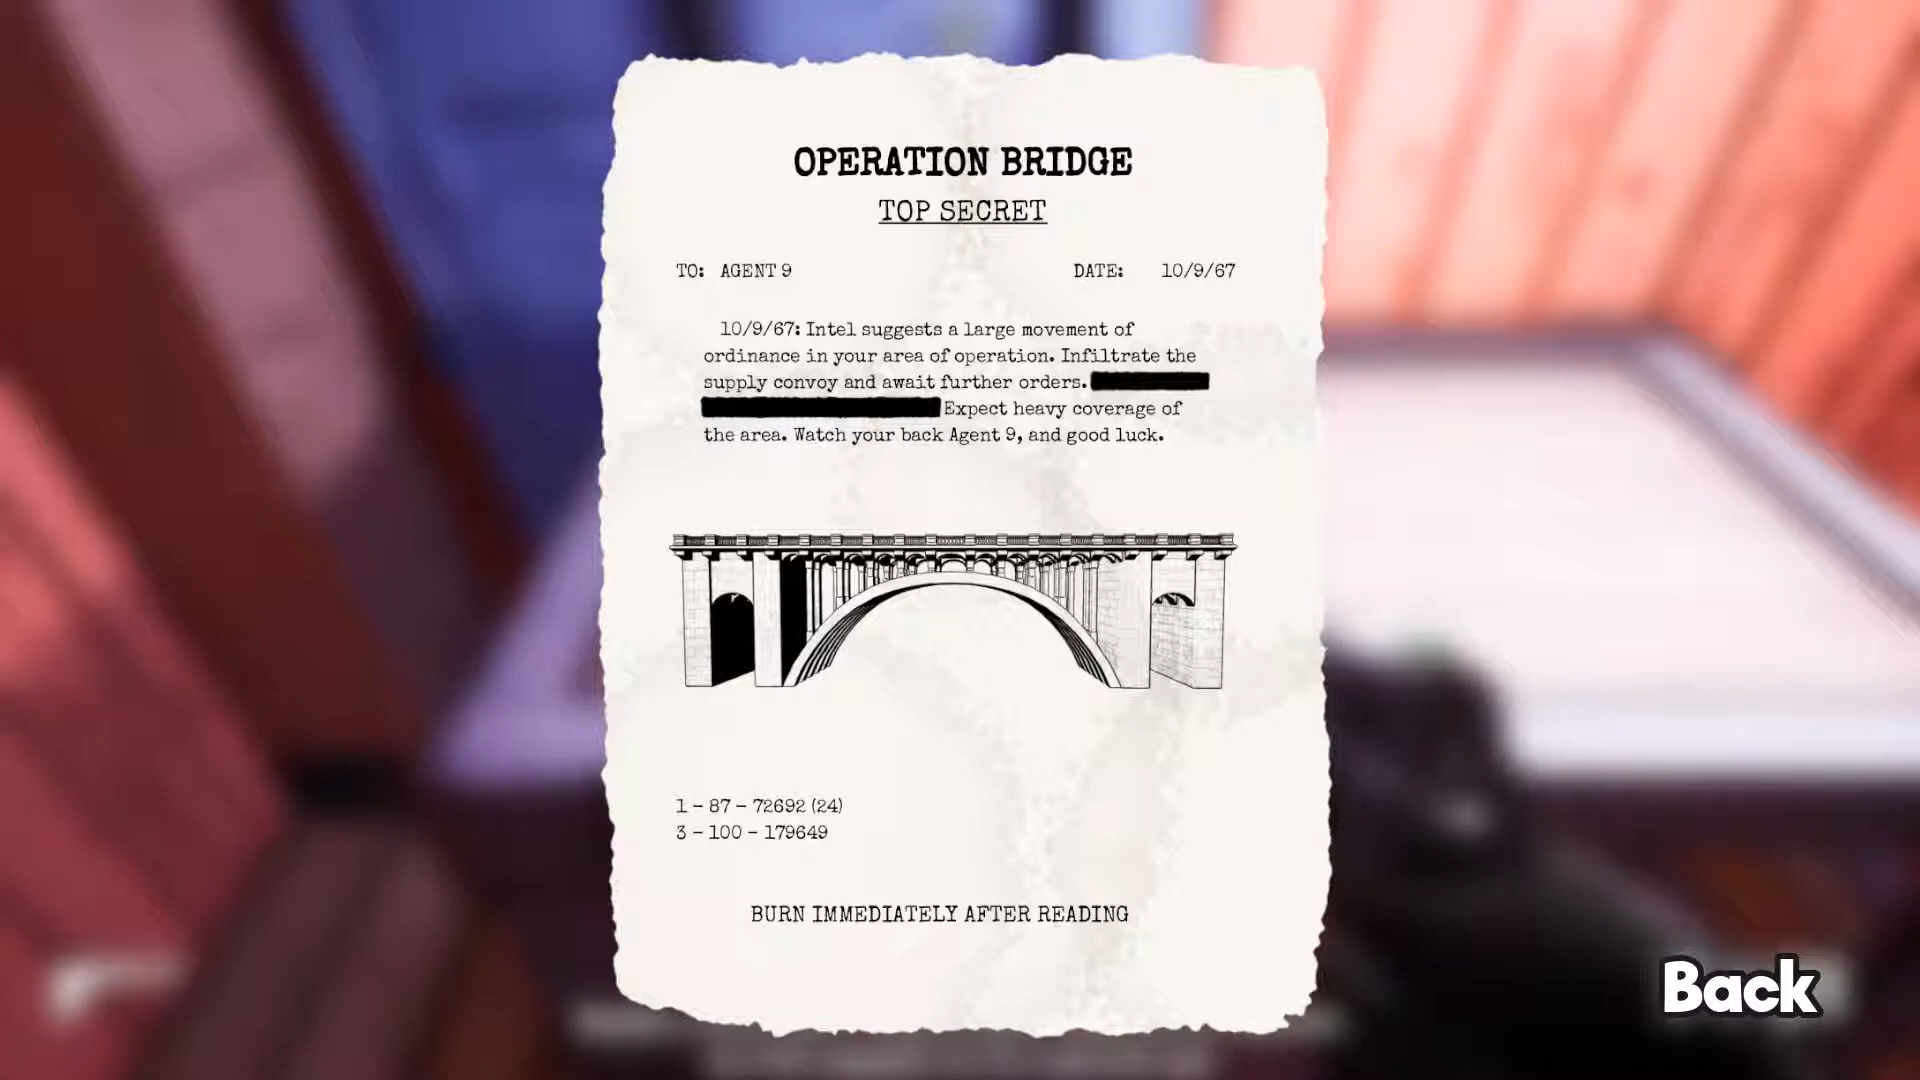 OPERATION BRIDGE
TOP SECRET
TO: AGENT 9 DATE: 10/9/67
10/9/67: Intel suggests a large movement of
ordinance in your area of operation. Infiltrate the
supply convoy and await further orders.
Expect heavy coverage of
the area. Watch your back Agent 9, and good luck.
1 - 87 - 72692 (24)
3 - 100 - 179649
BURN IMMEDIATELY AFTER READING
Back